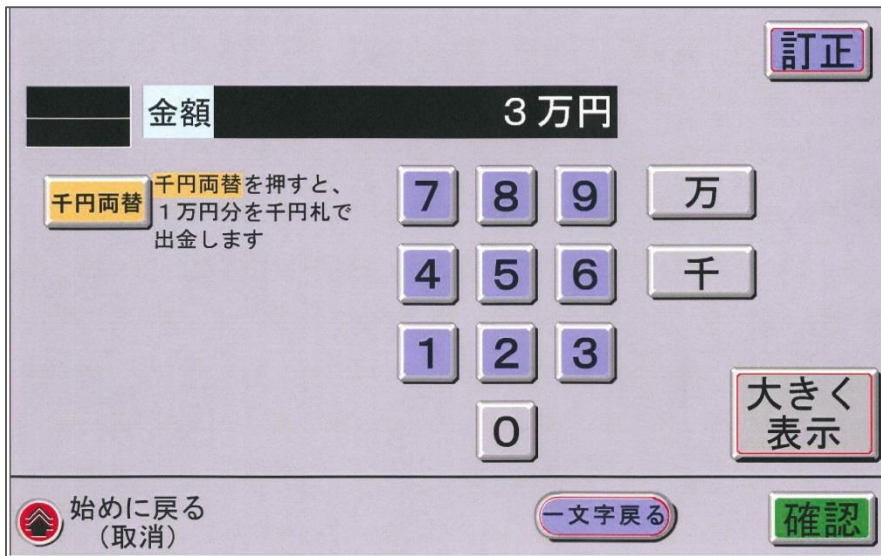 訂正
金額 3万円
千円両替
千円両替を押すと、
1万円分を千円札で
出金します
7 8 9 万
4 5 6 千
1 2 3
0
大きく
表示
始めに戻る
(取消)
一文字戻る
確認